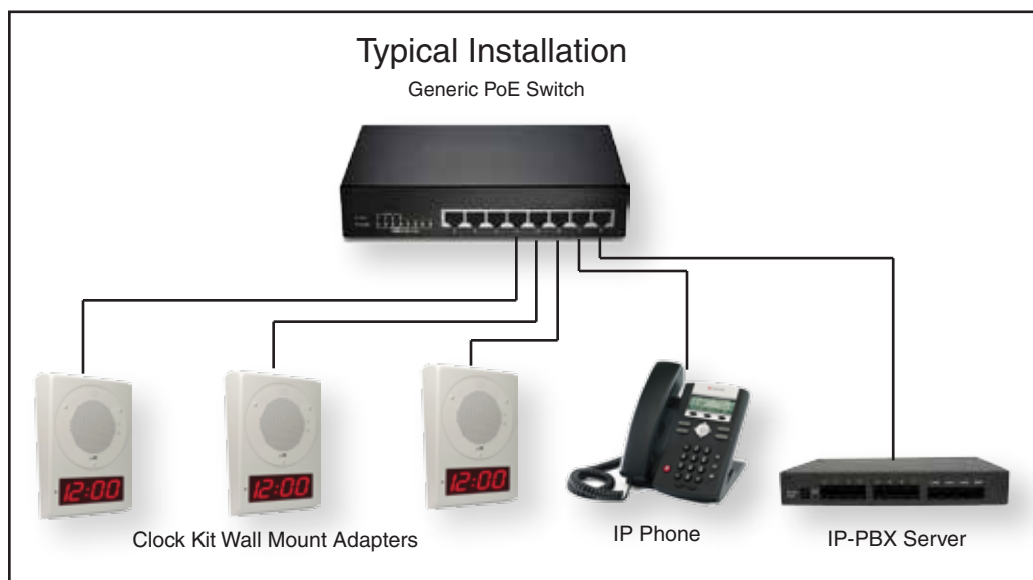 Typical Installation
Generic PoE Switch
12:00
12:00
12:00
Clock Kit Wall Mount Adapters
IP Phone
IP-PBX Server